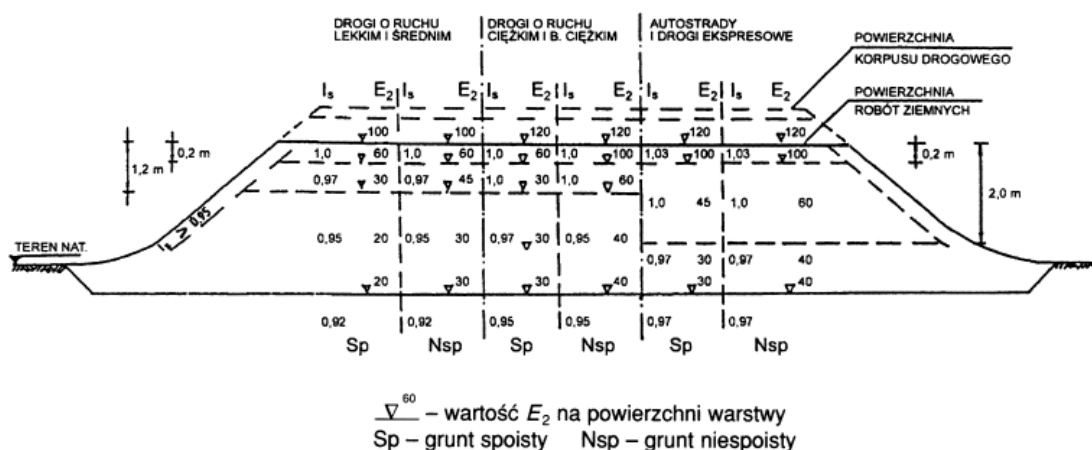 DROGI O RUCHU
LEKKIM I ŚREDNIM
DROGI O RUCHU
CIĘŻKIM I B. CIĘŻKIM
AUTOSTRADY
I DROGI EKSPRESOWE
POWIERZCHNIA
KORPUSU DROGOWEGO
POWIERZCHNIA
ROBÓT ZIEMNYCH
Is E2 Is E2 Is E2 Is E2 Is E2 Is E2
100 100 120 120 120 120
0,2 m
1,2 m
1,0 60 1,0 60 1,0 60 1,0 100 1,03 100 1,03 100
0,2 m
0,97 30 0,97 45 1,0 30 1,0 60
1,0 45 1,0 60
2,0 m
Is ≥ 0,95
TEREN NAT.
0,95 20 0,95 30 0,97 30 0,95 40
0,97 30 0,97 40
20 30 30 40 30 40
0,92 0,92 0,95 0,95 0,97 0,97
Sp Nsp Sp Nsp Sp Nsp
60 – wartość E2 na powierzchni warstwy
Sp – grunt spoisty Nsp – grunt niespoisty